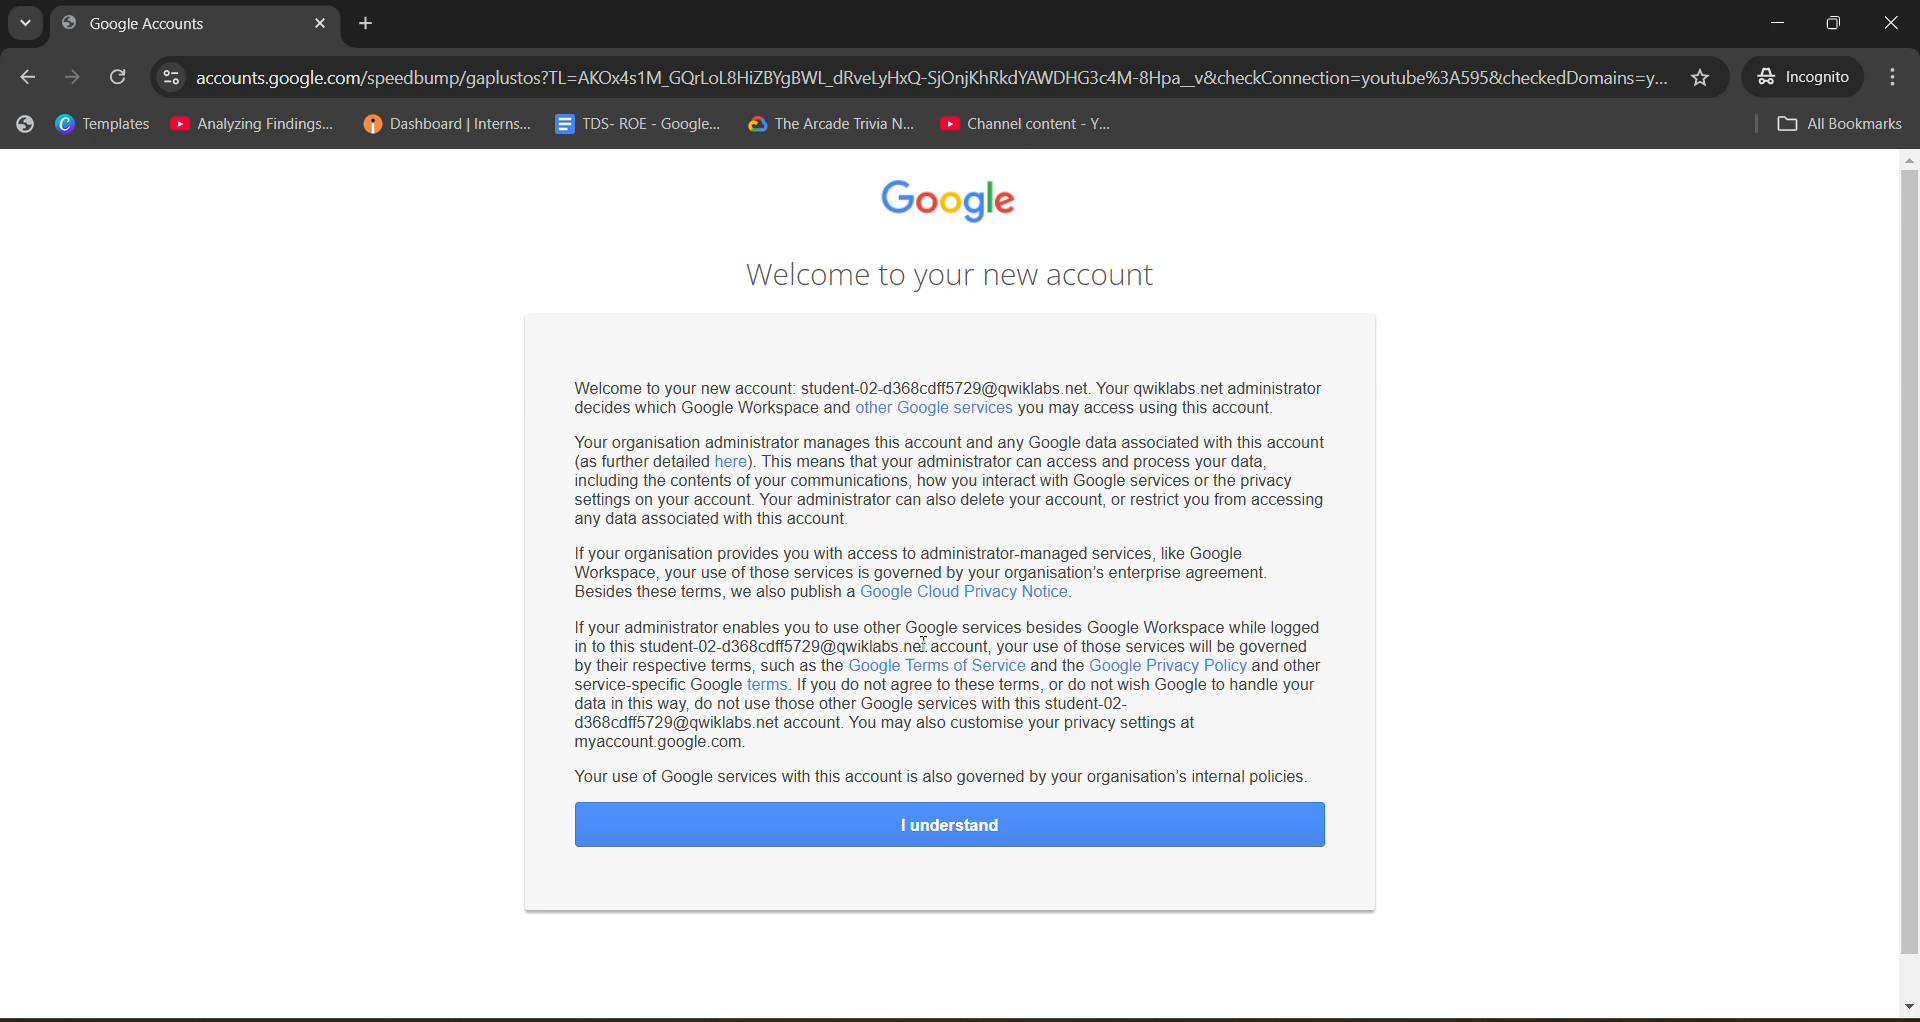 Google Accounts
accounts.google.com/speedbump/gaplustos?TL=AKOx4s1M_GQrLoL8HiZBYgBWL_dRveLyHxQ-SjOnjKhRkdYAWDHG3c4M-8Hpa__v&checkConnection=youtube%3A595&checkedDomains=y...
Incognito
Templates
Analyzing Findings...
Dashboard | Interns...
TDS- ROE - Google...
The Arcade Trivia N...
Channel content - Y...
All Bookmarks
Google
Welcome to your new account
Welcome to your new account: student-02-d368cdff5729@qwiklabs.net. Your qwiklabs.net administrator
decides which Google Workspace and other Google services you may access using this account.
Your organisation administrator manages this account and any Google data associated with this account
(as further detailed here). This means that your administrator can access and process your data,
including the contents of your communications, how you interact with Google services or the privacy
settings on your account. Your administrator can also delete your account, or restrict you from accessing
any data associated with this account.
If your organisation provides you with access to administrator-managed services, like Google
Workspace, your use of those services is governed by your organisation's enterprise agreement.
Besides these terms, we also publish a Google Cloud Privacy Notice.
If your administrator enables you to use other Google services besides Google Workspace while logged
in to this student-02-d368cdff5729@qwiklabs.net account, your use of those services will be governed
by their respective terms, such as the Google Terms of Service and the Google Privacy Policy and other
service-specific Google terms. If you do not agree to these terms, or do not wish Google to handle your
data in this way, do not use those other Google services with this student-02-
d368cdff5729@qwiklabs.net account. You may also customise your privacy settings at
myaccount.google.com.
Your use of Google services with this account is also governed by your organisation's internal policies.
I understand